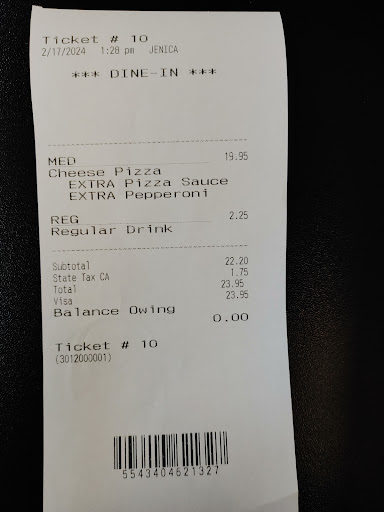 Ticket # 10
2/17/2024 1:28 pm JENICA
*** DINE-IN ***
MED 19.95
Cheese Pizza
EXTRA Pizza Sauce
EXTRA Pepperoni
REG 2.25
Regular Drink
Subtotal 22.20
State Tax CA 1.75
Total 23.95
Visa 23.95
Balance Owing 0.00
Ticket # 10
(3012000001)
5543404621327